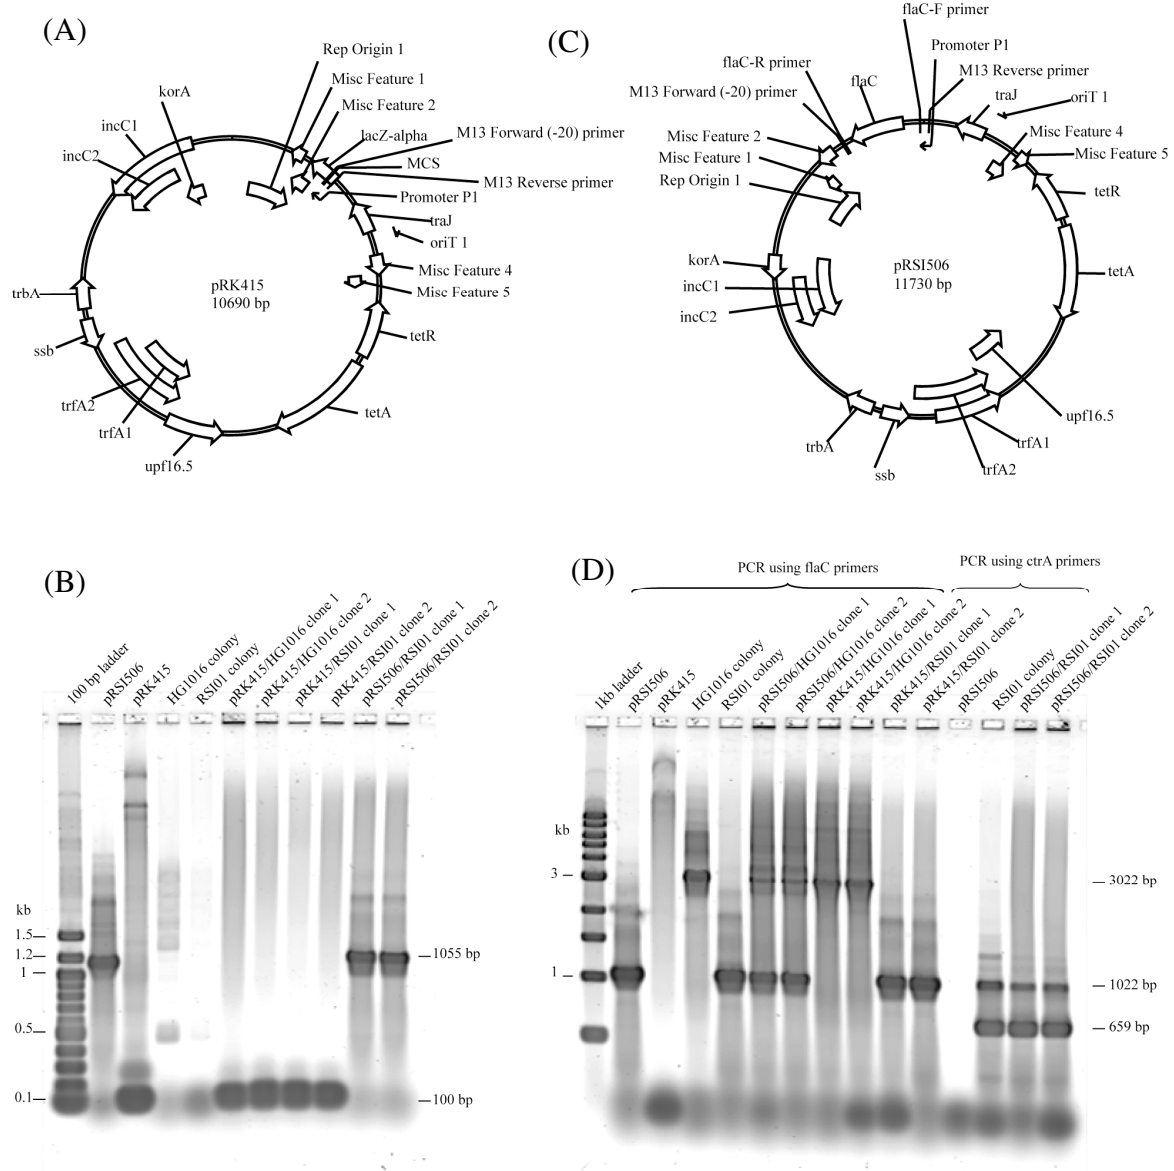 (A)
Rep Origin 1
Misc Feature 1
Misc Feature 2
korA
incC1
incC2
lacZ-alpha
M13 Forward (-20) primer
MCS
M13 Reverse primer
Promoter P1
traJ
oriT 1
Misc Feature 4
Misc Feature 5
pRK415
10690 bp
trbA
ssb
tetR
trfA2
trfA1
tetA
upf16.5
(C)
flaC-F primer
Promoter P1
flaC-R primer
M13 Reverse primer
flaC
M13 Forward (-20) primer
traJ
oriT 1
Misc Feature 2
Misc Feature 4
Misc Feature 1
Misc Feature 5
Rep Origin 1
tetR
korA
pRSI506
11730 bp
incC1
tetA
incC2
upf16.5
trbA
trfA1
ssb
trfA2
(B)
100 bp ladder
pRSI506
pRK415
HG1016 colony
RSI01 colony
pRK415/HG1016 clone 1
pRK415/HG1016 clone 2
pRK415/RSI01 clone 1
pRK415/RSI01 clone 2
pRSI506/RSI01 clone 1
pRSI506/RSI01 clone 2
kb
1.5
1.2
1
0.5
0.1
1055 bp
100 bp
(D)
PCR using flaC primers
PCR using ctrA primers
1kb ladder
pRSI506
pRK415
HG1016 colony
RSI01 colony
pRSI506/HG1016 clone 1
pRSI506/HG1016 clone 2
pRK415/HG1016 clone 1
pRK415/HG1016 clone 2
pRK415/RSI01 clone 1
pRK415/RSI01 clone 2
pRSI506
RSI01 colony
pRSI506/RSI01 clone 1
pRSI506/RSI01 clone 2
kb
3
1
3022 bp
1022 bp
659 bp